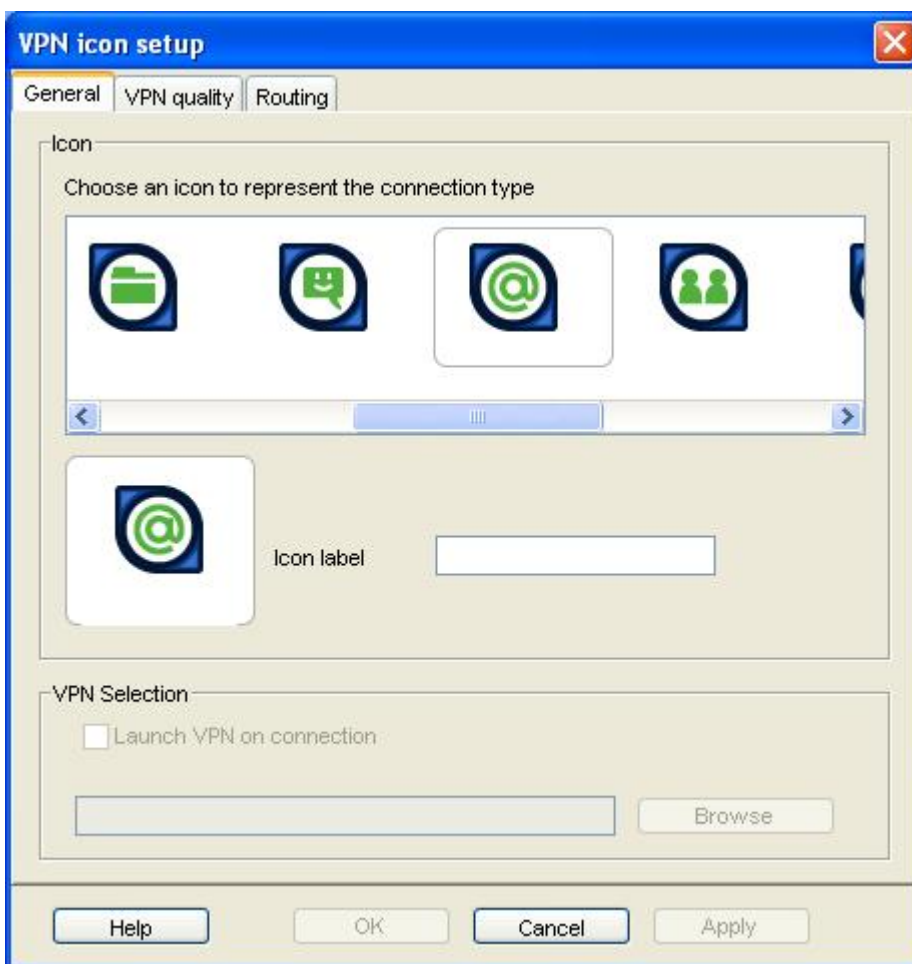 VPN icon setup
General VPN quality Routing
Icon
Choose an icon to represent the connection type
@
@
Icon label
VPN Selection
Launch VPN on connection
Browse
Help OK Cancel Apply